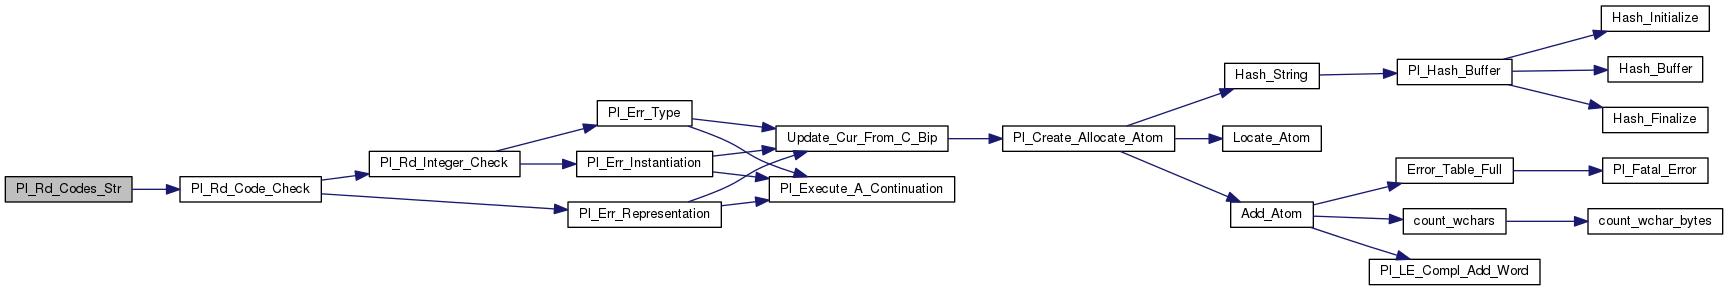 Pl_Rd_Codes_Str
Pl_Rd_Code_Check
Pl_Rd_Integer_Check
Pl_Err_Type
Pl_Err_Instantiation
Pl_Err_Representation
Update_Cur_From_C_Bip
Pl_Execute_A_Continuation
Pl_Create_Allocate_Atom
Hash_String
Locate_Atom
Add_Atom
Pl_Hash_Buffer
Error_Table_Full
count_wchars
Pl_LE_Compl_Add_Word
Hash_Initialize
Hash_Buffer
Hash_Finalize
Pl_Fatal_Error
count_wchar_bytes